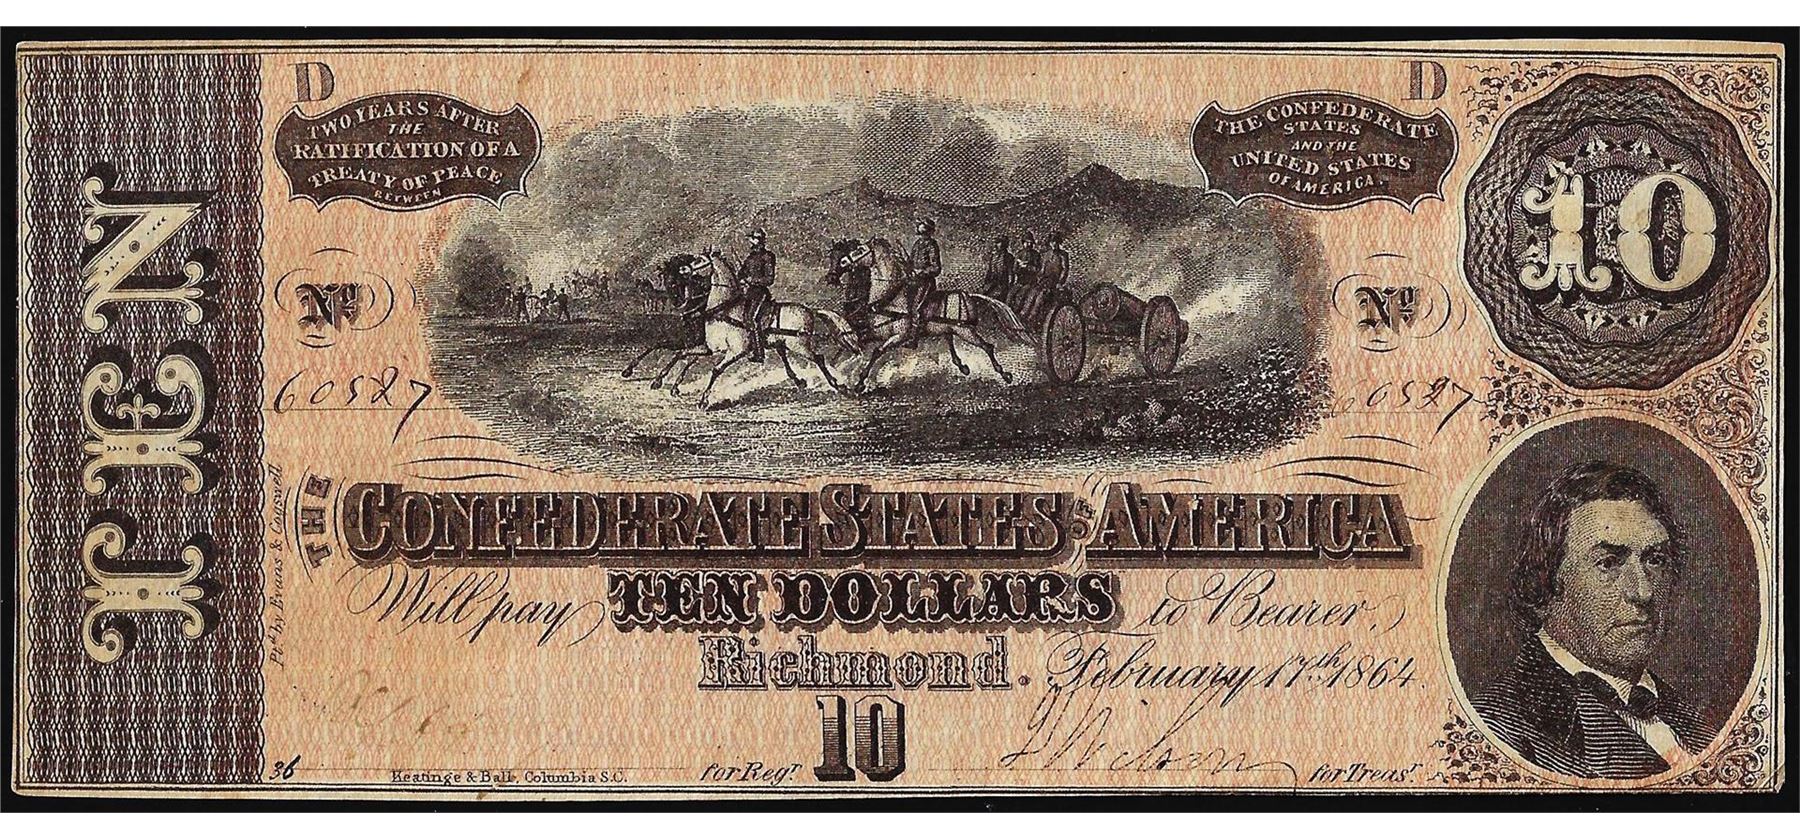 D
D
TWO YEARS AFTER
THE
RATIFICATION OF A
TREATY OF PEACE
BETWEEN
THE CONFEDERATE
STATES
AND THE
UNITED STATES
OF AMERICA.
10
TEN
No
No
60527
60527
THE CONFEDERATE STATES OF AMERICA
Will pay TEN DOLLARS to Bearer,
Richmond. February 17th 1864.
10
Ptd by Evans & Cogswell
36
Keatinge & Ball, Columbia S.C.
for Regr
Wilson
for Treasr